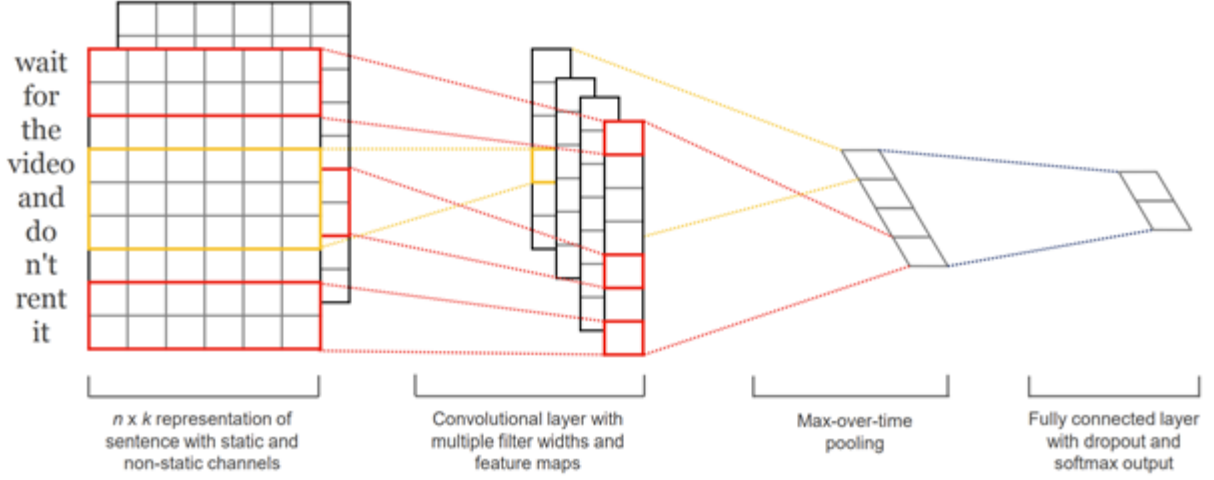 wait
for
the
video
and
do
n't
rent
it
n x k representation of
sentence with static and
non-static channels
Convolutional layer with
multiple filter widths and
feature maps
Max-over-time
pooling
Fully connected layer
with dropout and
softmax output